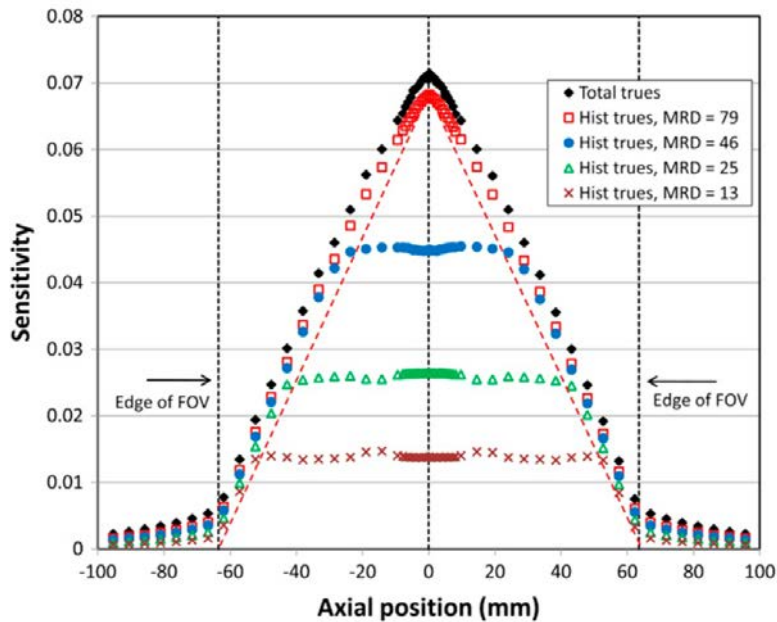 0.08
0.07
0.06
0.05
0.04
0.03
0.02
0.01
0
Sensitivity
Total trues
Hist trues, MRD = 79
Hist trues, MRD = 46
Hist trues, MRD = 25
Hist trues, MRD = 13
Edge of FOV
Edge of FOV
-100 -80 -60 -40 -20 0 20 40 60 80 100
Axial position (mm)